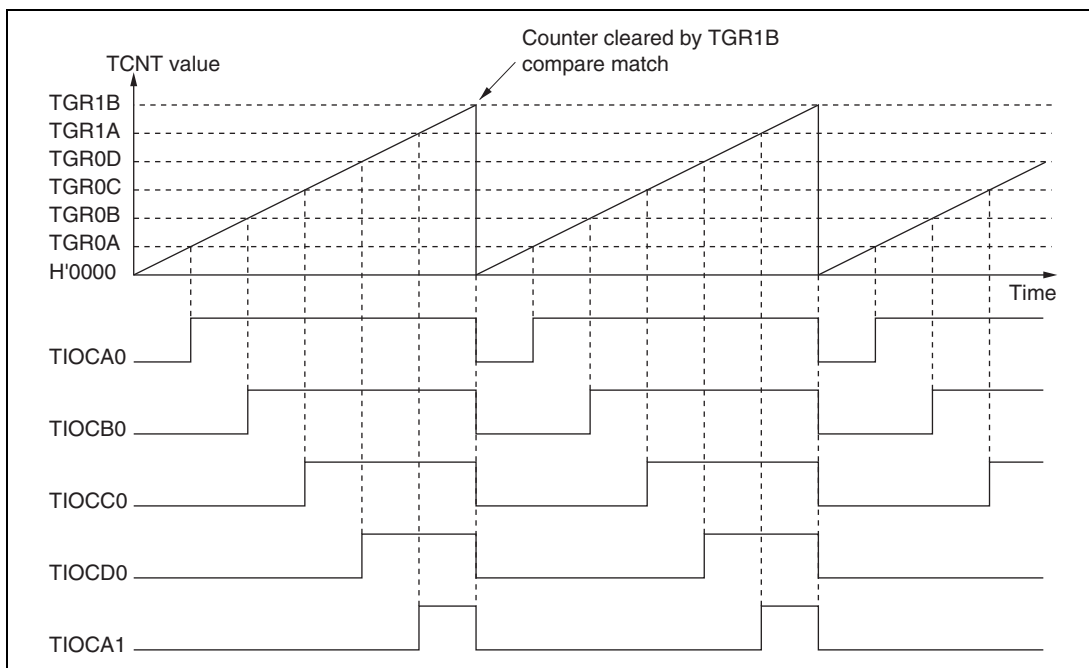 Counter cleared by TGR1B
compare match
TCNT value
TGR1B
TGR1A
TGR0D
TGR0C
TGR0B
TGR0A
H'0000
Time
TIOCA0
TIOCB0
TIOCC0
TIOCD0
TIOCA1